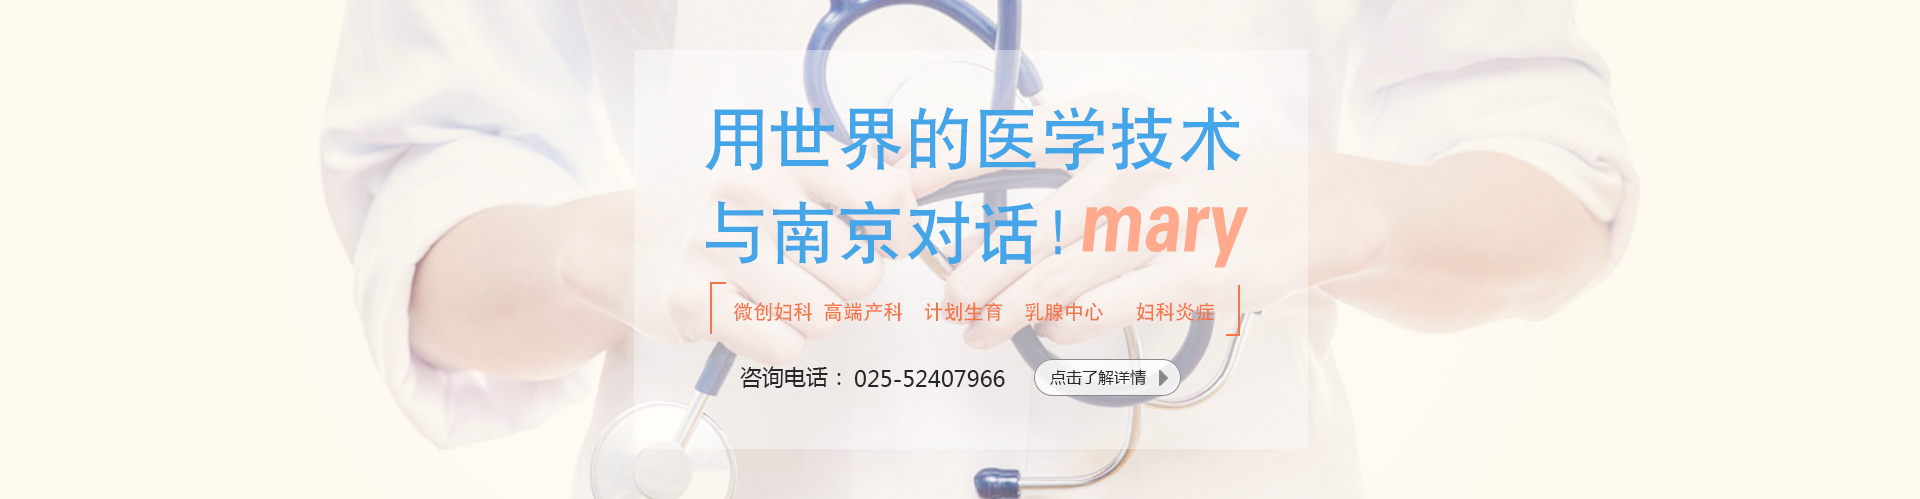 用世界的医学技术
与南京对话！mary
微创妇科 高端产科 计划生育 乳腺中心 妇科炎症
咨询电话：025-52407966 点击了解详情